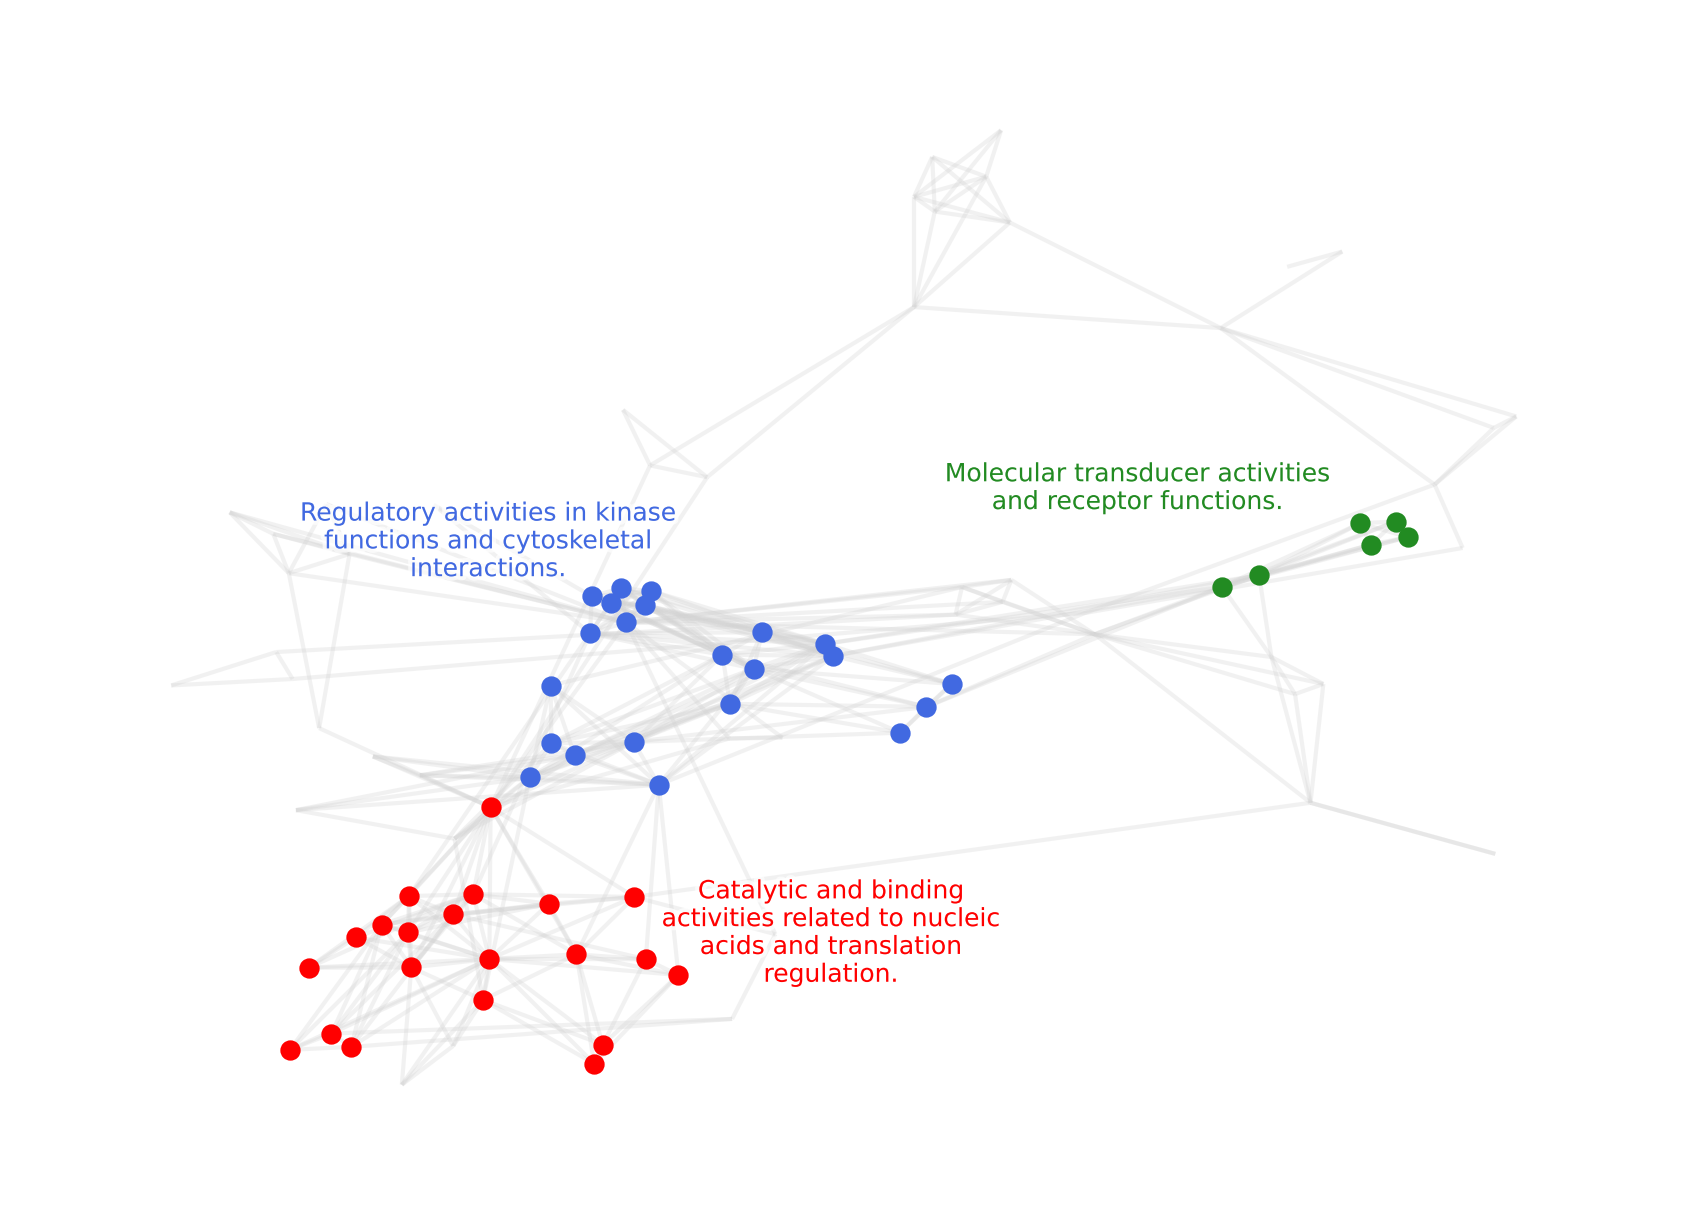 Molecular transducer activities
and receptor functions.
Regulatory activities in kinase
functions and cytoskeletal
interactions.
Catalytic and binding
activities related to nucleic
acids and translation
regulation.